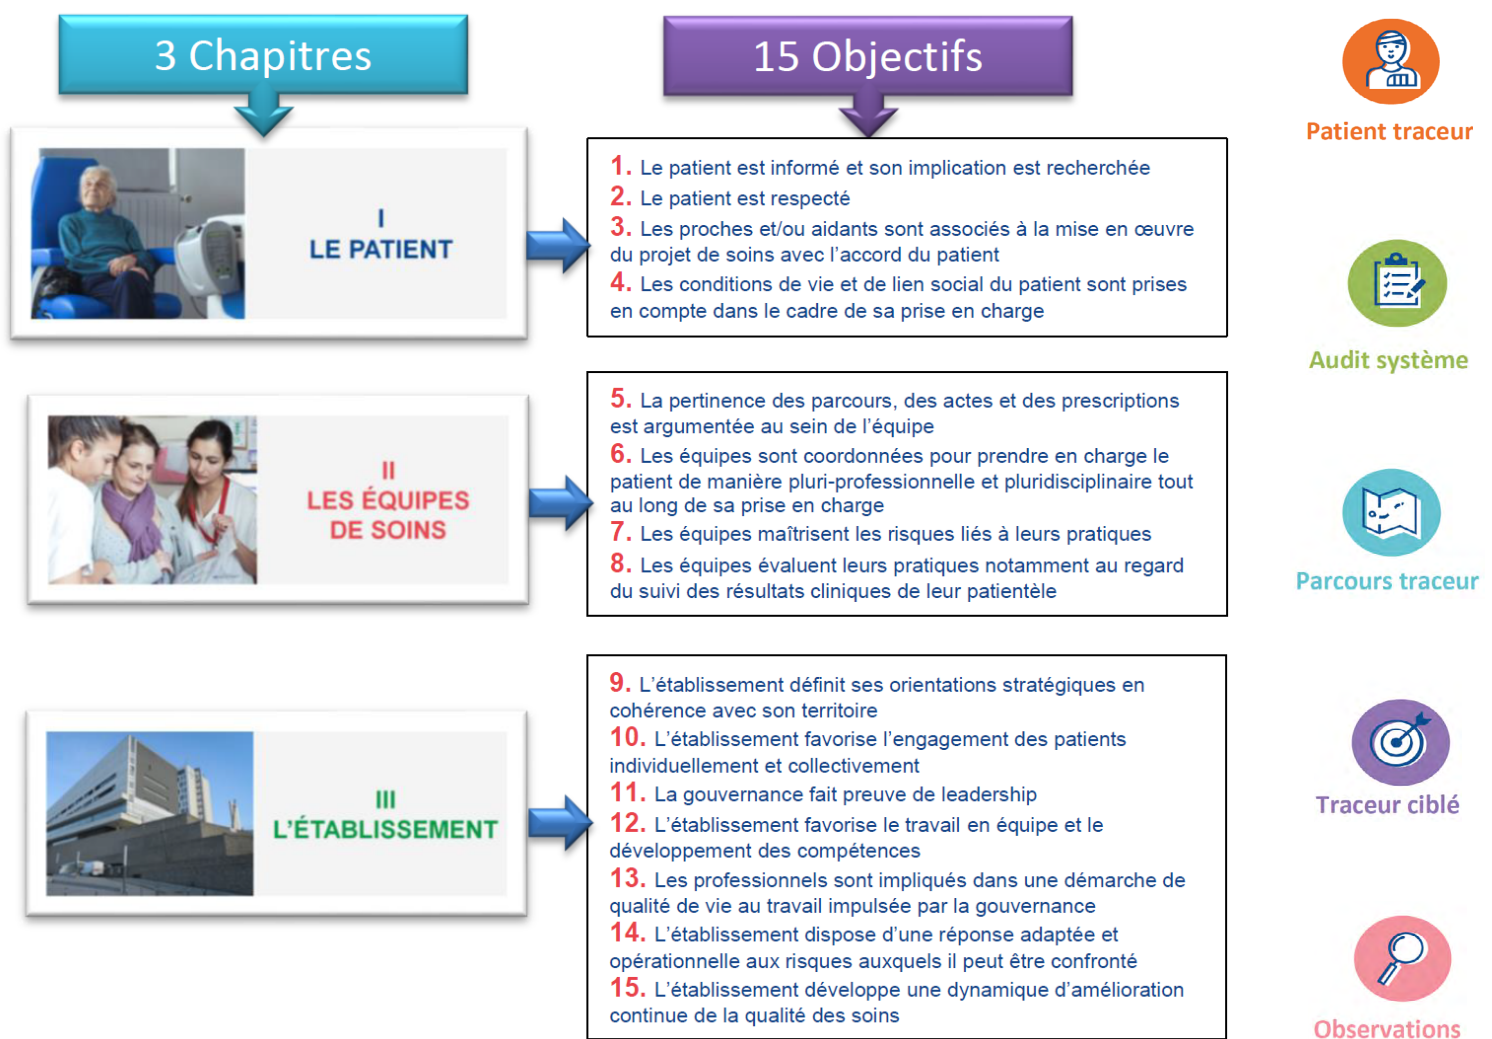 3 Chapitres
15 Objectifs
I
LE PATIENT
1. Le patient est informé et son implication est recherchée
2. Le patient est respecté
3. Les proches et/ou aidants sont associés à la mise en œuvre
du projet de soins avec l’accord du patient
4. Les conditions de vie et de lien social du patient sont prises
en compte dans le cadre de sa prise en charge
II
LES ÉQUIPES
DE SOINS
5. La pertinence des parcours, des actes et des prescriptions
est argumentée au sein de l’équipe
6. Les équipes sont coordonnées pour prendre en charge le
patient de manière pluri-professionnelle et pluridisciplinaire tout
au long de sa prise en charge
7. Les équipes maîtrisent les risques liés à leurs pratiques
8. Les équipes évaluent leurs pratiques notamment au regard
du suivi des résultats cliniques de leur patientèle
III
L’ÉTABLISSEMENT
9. L’établissement définit ses orientations stratégiques en
cohérence avec son territoire
10. L’établissement favorise l’engagement des patients
individuellement et collectivement
11. La gouvernance fait preuve de leadership
12. L’établissement favorise le travail en équipe et le
développement des compétences
13. Les professionnels sont impliqués dans une démarche de
qualité de vie au travail impulsée par la gouvernance
14. L’établissement dispose d’une réponse adaptée et
opérationnelle aux risques auxquels il peut être confronté
15. L’établissement développe une dynamique d’amélioration
continue de la qualité des soins
Patient traceur
Audit système
Parcours traceur
Traceur ciblé
Observations